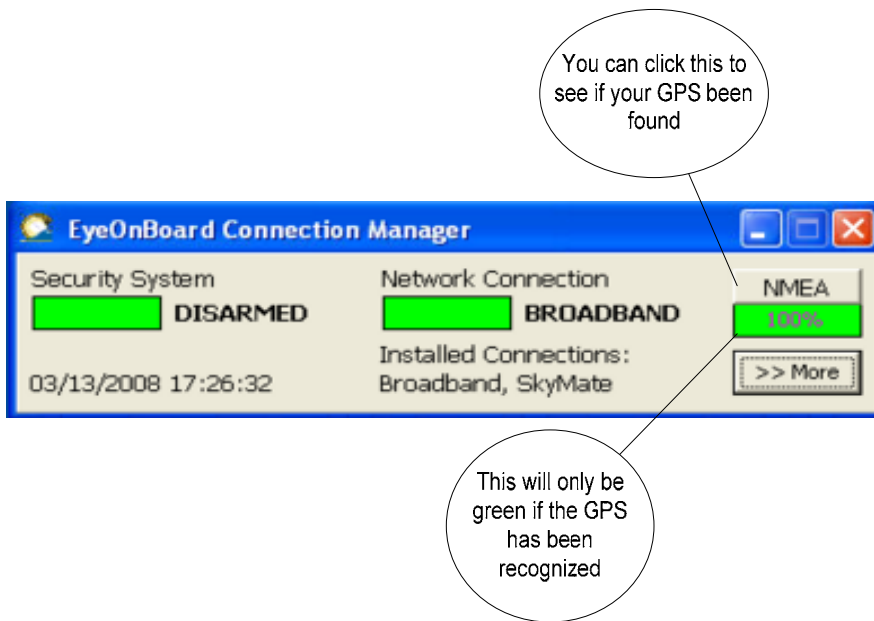 You can click this to
see if your GPS been
found
EyeOnBoard Connection Manager
Security System
DISARMED
Network Connection
BROADBAND
NMEA
100%
03/13/2008 17:26:32
Installed Connections:
Broadband, SkyMate
>> More
This will only be
green if the GPS
has been
recognized